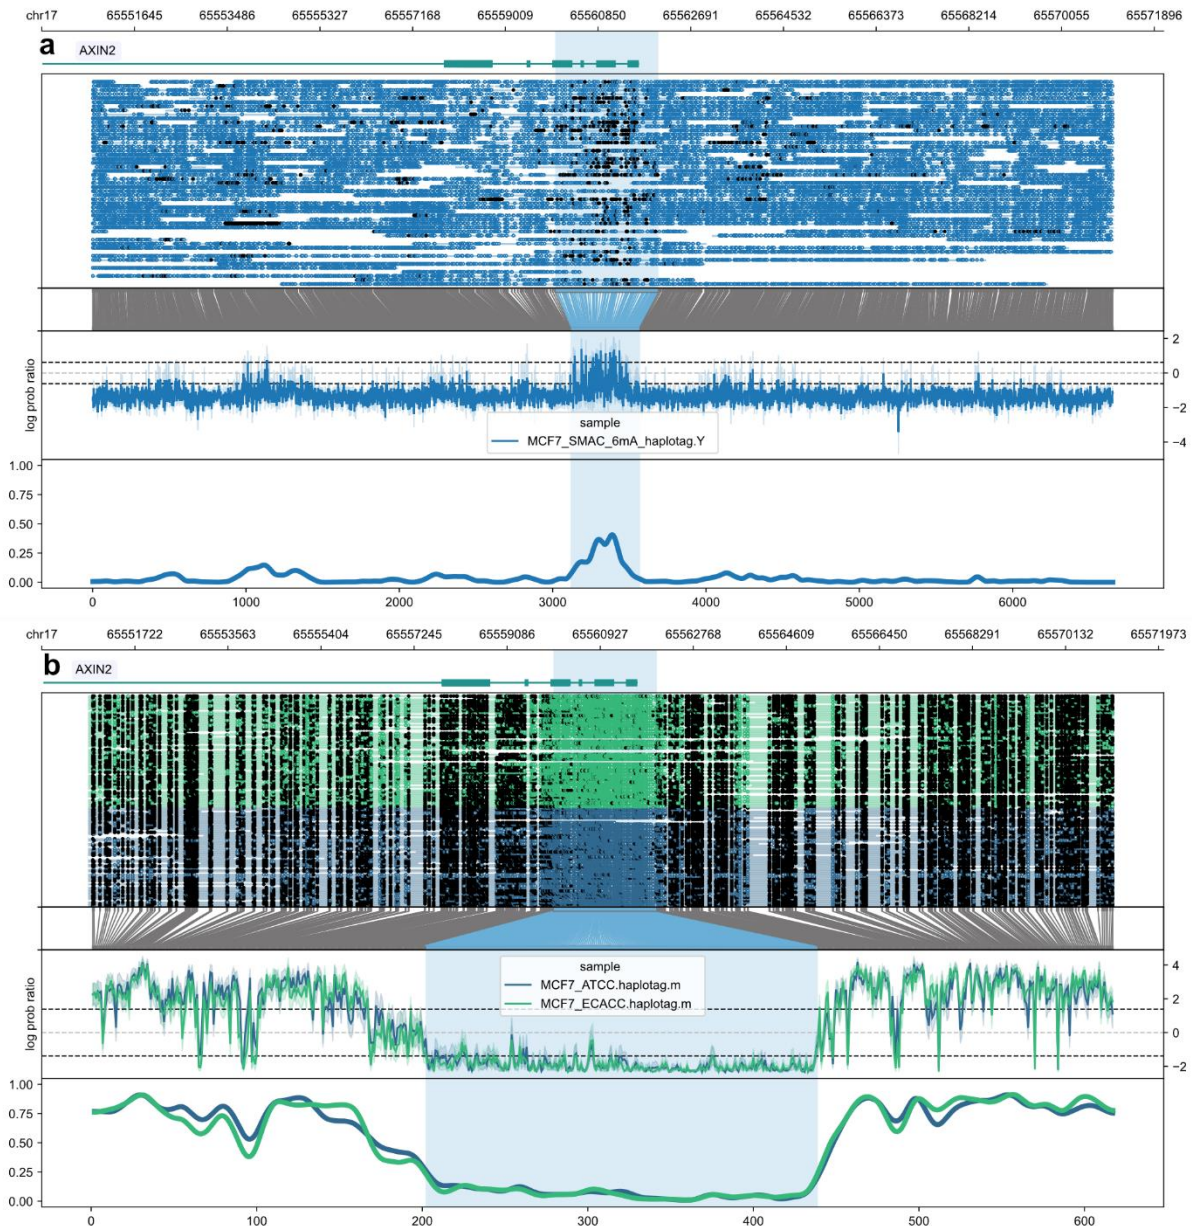 chr17 65551645 65553486 65555327 65557168 65559009 65560850 65562691 65564532 65566373 65568214 65570055 65571896
a AXIN2
2
0
-2
-4
log prob ratio
sample
MCF7_SMAC_6mA_haplotag.Y
1.00
0.75
0.50
0.25
0.00
0 1000 2000 3000 4000 5000 6000
chr17 65551722 65553563 65555404 65557245 65559086 65560927 65562768 65564609 65566450 65568291 65570132 65571973
b AXIN2
4
2
0
-2
log prob ratio
sample
MCF7_ATCC.haplotag.m
MCF7_ECACC.haplotag.m
1.00
0.75
0.50
0.25
0.00
0 100 200 300 400 500 600